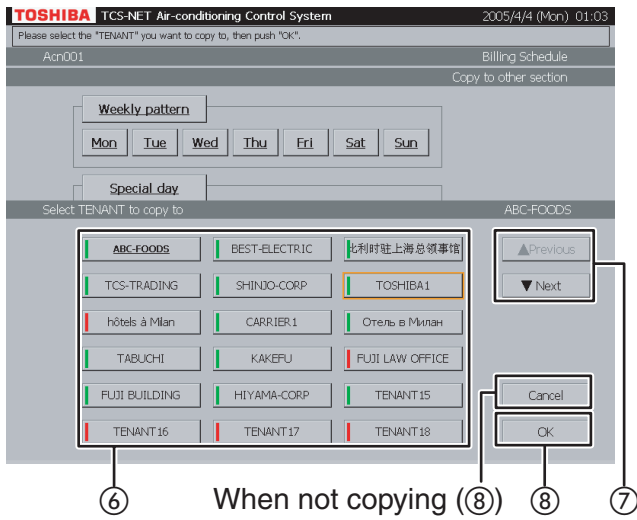 TOSHIBA TCS-NET Air-conditioning Control System 2005/4/4 (Mon) 01:03
Please select the "TENANT" you want to copy to, then push "OK".
Acn001 Billing Schedule
Copy to other section
Weekly pattern
Mon Tue Wed Thu Fri Sat Sun
Special day
Select TENANT to copy to ABC-FOODS
ABC-FOODS BEST-ELECTRIC 比利时驻上海总领事馆 ▲Previous
TCS-TRADING SHINJO-CORP TOSHIBA1 ▼Next
hôtels à Milan CARRIER1 Отель в Милан
TABUCHI KAKEFU FUJI LAW OFFICE
FUJI BUILDING HIYAMA-CORP TENANT15 Cancel
TENANT16 TENANT17 TENANT18 OK
⑥ When not copying (⑧) ⑧ ⑦